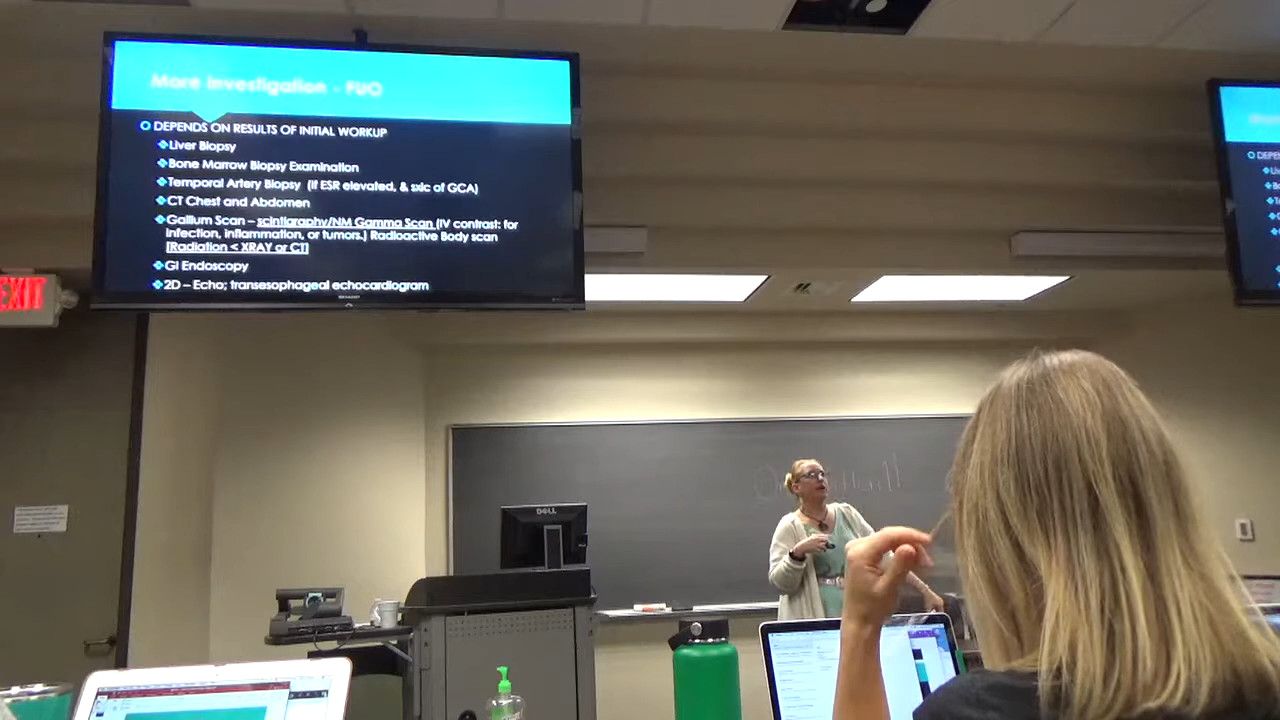 More Investigation - FUO
DEPENDS ON RESULTS OF INITIAL WORKUP
Liver Biopsy
Bone Marrow Biopsy Examination
Temporal Artery Biopsy (if ESR elevated, & sxic of GCA)
CT Chest and Abdomen
Gallium Scan – scintigraphy/NM Gamma Scan (IV contrast: for
infection, inflammation, or tumors.) Radioactive Body scan
[Radiation < XRAY or CT]
GI Endoscopy
2D – Echo; transesophageal echocardiogram
SHARP
EXIT
DELL